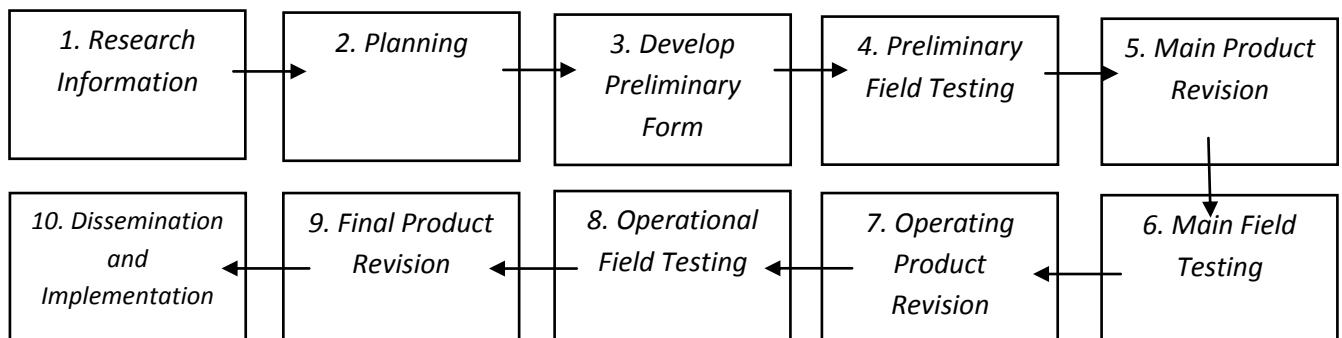 1. Research
Information
2. Planning
3. Develop
Preliminary
Form
4. Preliminary
Field Testing
5. Main Product
Revision
6. Main Field
Testing
7. Operating
Product
Revision
8. Operational
Field Testing
9. Final Product
Revision
10. Dissemination
and
Implementation